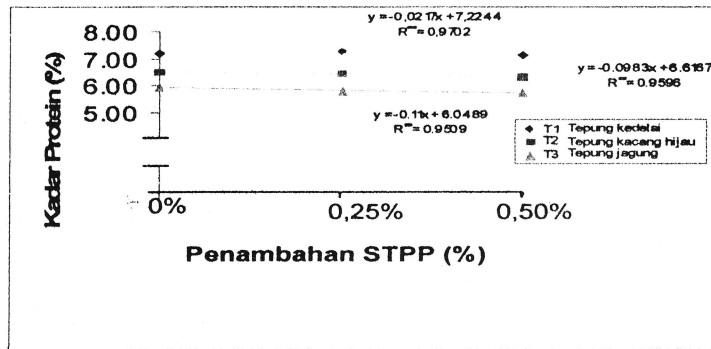 y = -0,0217x + 7,2244
R² = 0,9702
8.00
7.00
6.00
5.00
Kadar Protein (%)
y = -0.0983x + 6.6167
R² = 0.9596
y = -0.11x + 6.0489
R² = 0.9509
T1 Tepung kedelai
T2 Tepung kacang hijau
T3 Tepung jagung
0%
0,25%
0,50%
Penambahan STPP (%)